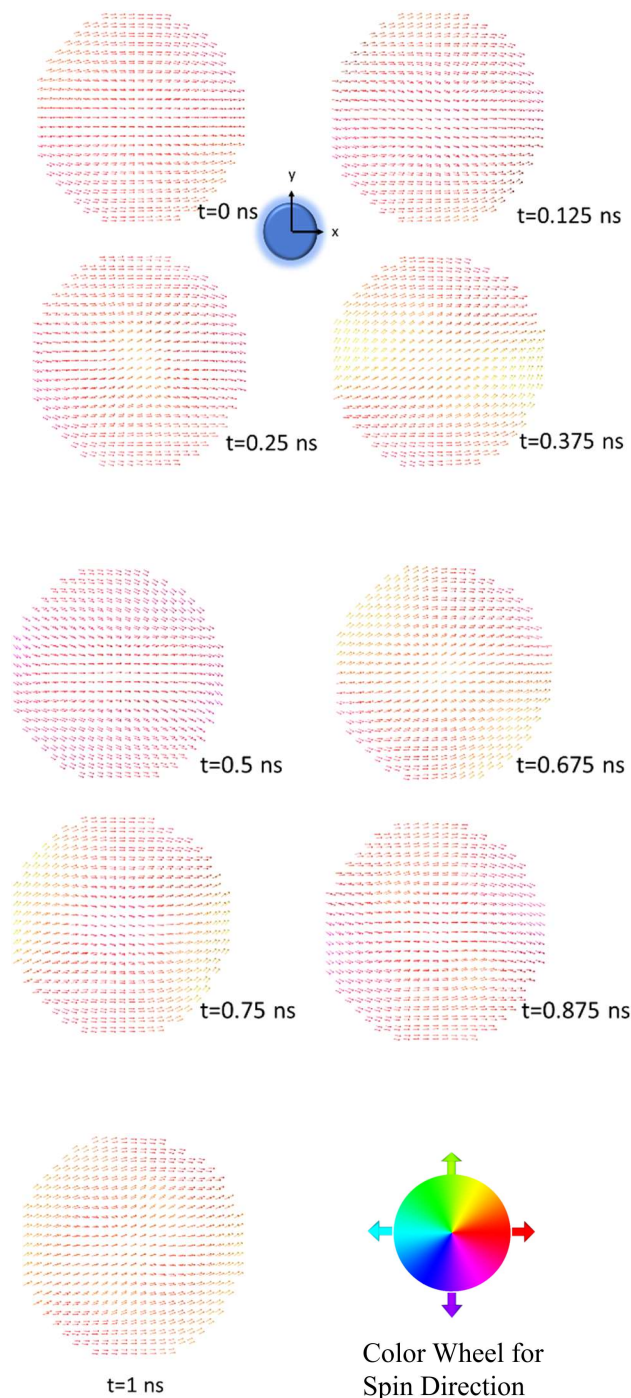 t=0 ns
y
x
t=0.125 ns
t=0.25 ns
t=0.375 ns
t=0.5 ns
t=0.675 ns
t=0.75 ns
t=0.875 ns
t=1 ns
Color Wheel for
Spin Direction